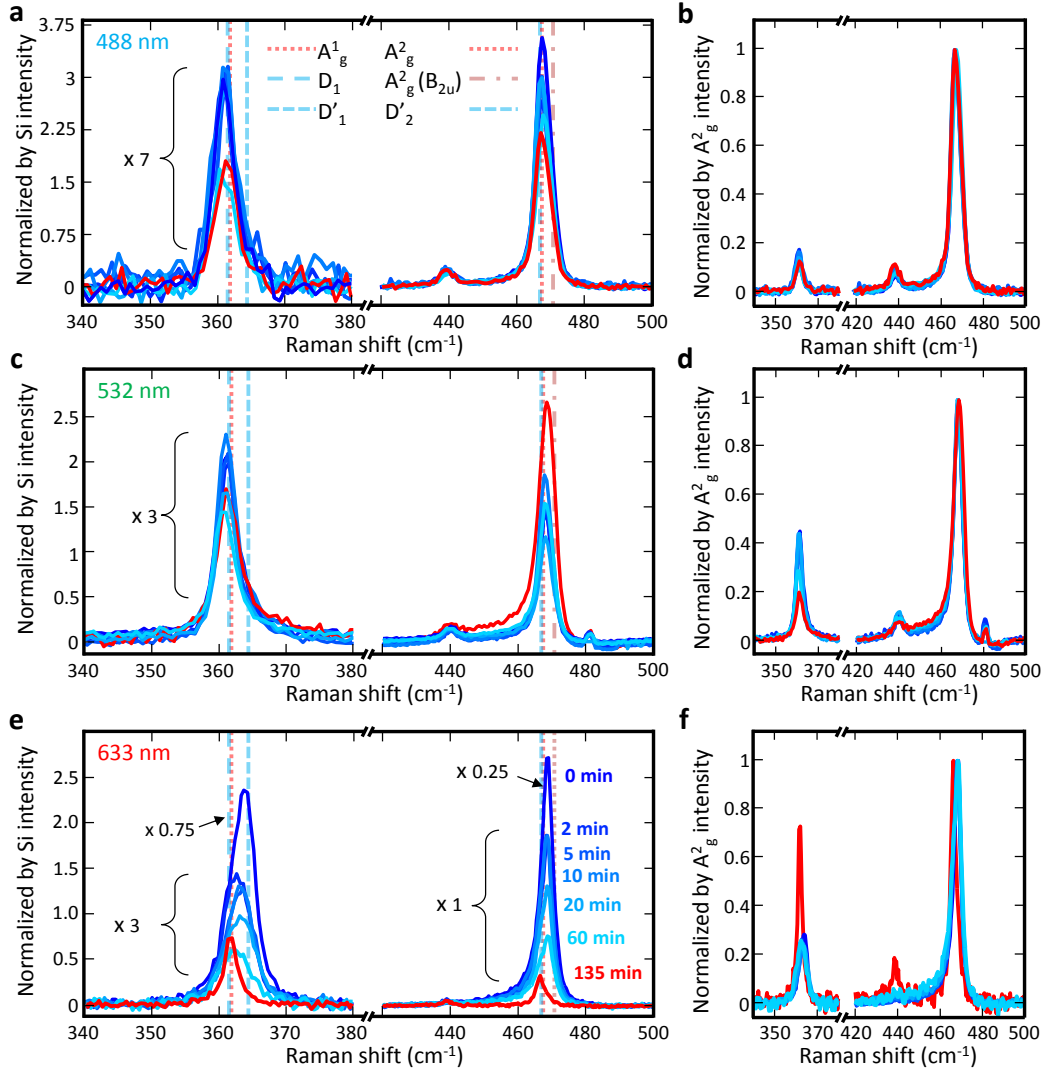 a
488 nm
Normalized by Si intensity
3.75
3
2.25
1.5
0.75
0
x 7
A¹g
D₁
D'₁
A²g
A²g (B₂ᵤ)
D'₂
340 350 360 370 380 440 460 480 500
Raman shift (cm⁻¹)
b
Normalized by A²g intensity
1
0.8
0.6
0.4
0.2
0
350 370 420 440 460 480 500
Raman shift (cm⁻¹)
c
532 nm
Normalized by Si intensity
2.5
2.0
1.5
1.0
0.5
0
x 3
340 350 360 370 380 440 460 480 500
Raman shift (cm⁻¹)
d
Normalized by A²g intensity
1
0.8
0.6
0.4
0.2
0
350 370 420 440 460 480 500
Raman shift (cm⁻¹)
e
633 nm
Normalized by Si intensity
2.5
2.0
1.5
1.0
0.5
0
x 0.75
x 3
x 0.25
x 1
0 min
2 min
5 min
10 min
20 min
60 min
135 min
340 350 360 370 380 440 460 480 500
Raman shift (cm⁻¹)
f
Normalized by A²g intensity
1
0.8
0.6
0.4
0.2
0
350 370 420 440 460 480 500
Raman shift (cm⁻¹)